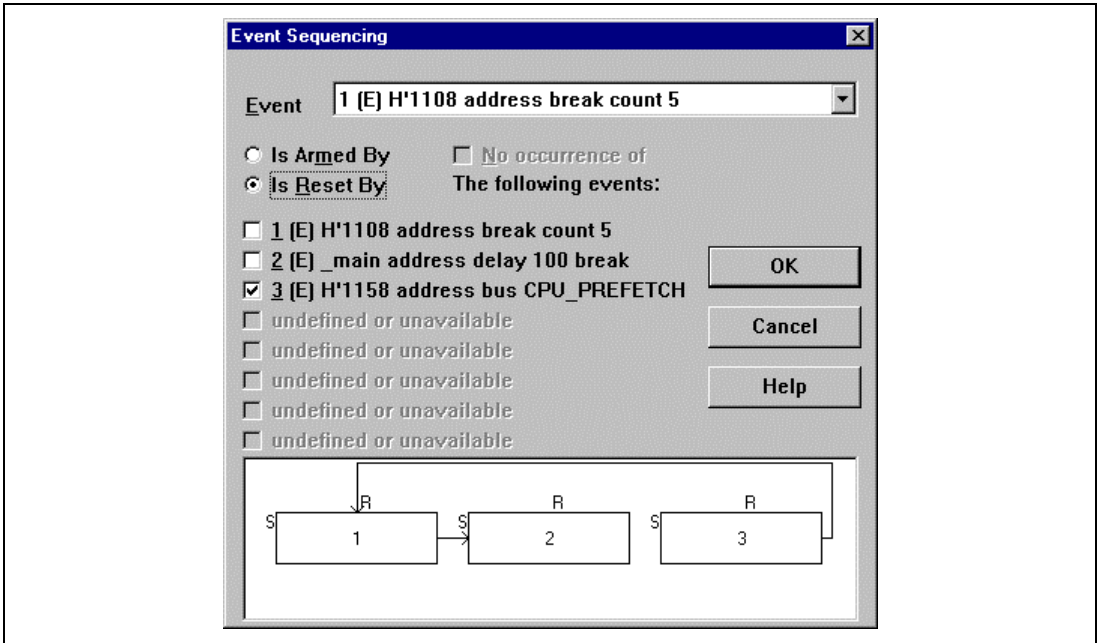 Event Sequencing
Event 1 (E) H'1108 address break count 5
Is Armed By No occurrence of
Is Reset By The following events:
1 (E) H'1108 address break count 5
2 (E) _main address delay 100 break
3 (E) H'1158 address bus CPU_PREFETCH
undefined or unavailable
undefined or unavailable
undefined or unavailable
undefined or unavailable
undefined or unavailable
OK
Cancel
Help
R R R
S S S
1 2 3